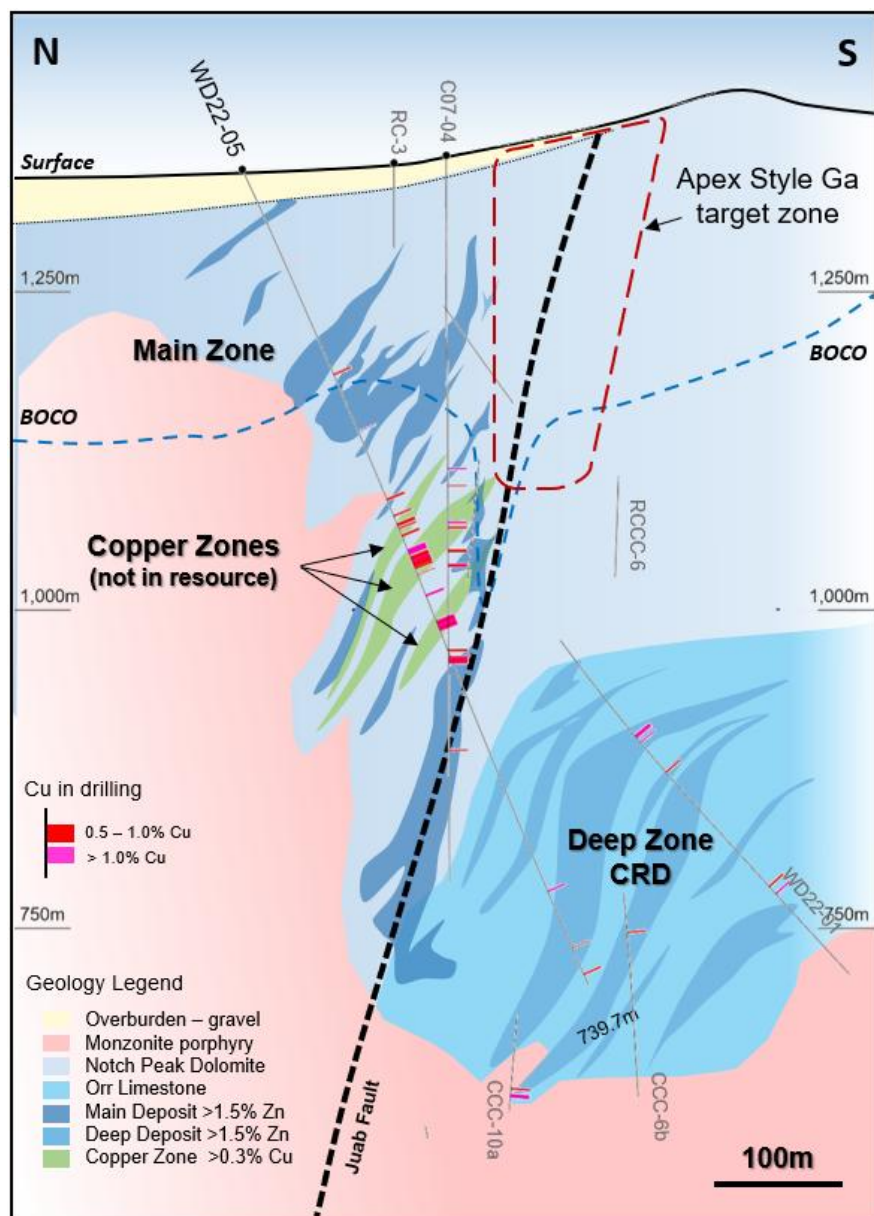 N
S
WD22-05
RC-3
C07-04
Surface
Apex Style Ga
target zone
1,250m
1,250m
Main Zone
BOCO
BOCO
RCCC-6
Copper Zones
(not in resource)
1,000m
1,000m
Cu in drilling
0.5 – 1.0% Cu
> 1.0% Cu
Deep Zone
CRD
WD22-01
750m
750m
Geology Legend
Overburden – gravel
Monzonite porphyry
Notch Peak Dolomite
Orr Limestone
Main Deposit >1.5% Zn
Deep Deposit >1.5% Zn
Copper Zone >0.3% Cu
739.7m
Juab Fault
CCC-10a
CCC-6b
100m